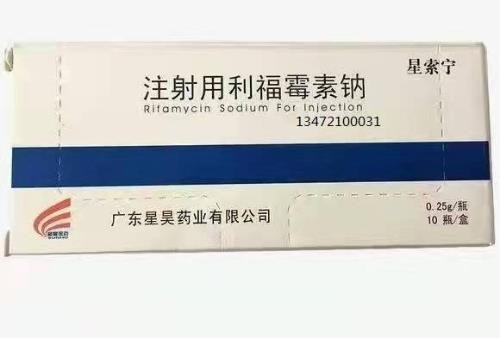 星索宁
注射用利福霉素钠
Rifamycin Sodium For Injection
13472100031
广东星昊药业有限公司
0.25g/瓶
10 瓶/盒